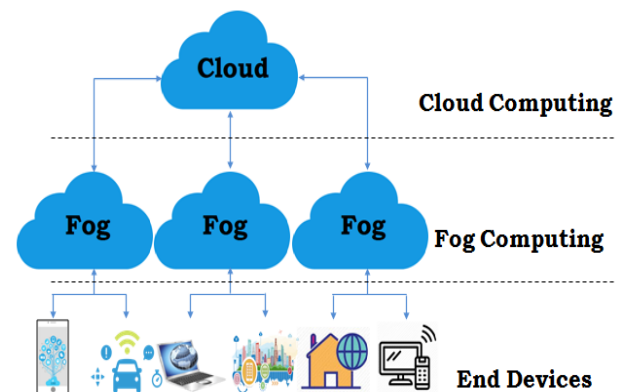 Cloud
Cloud Computing
Fog
Fog
Fog
Fog Computing
End Devices